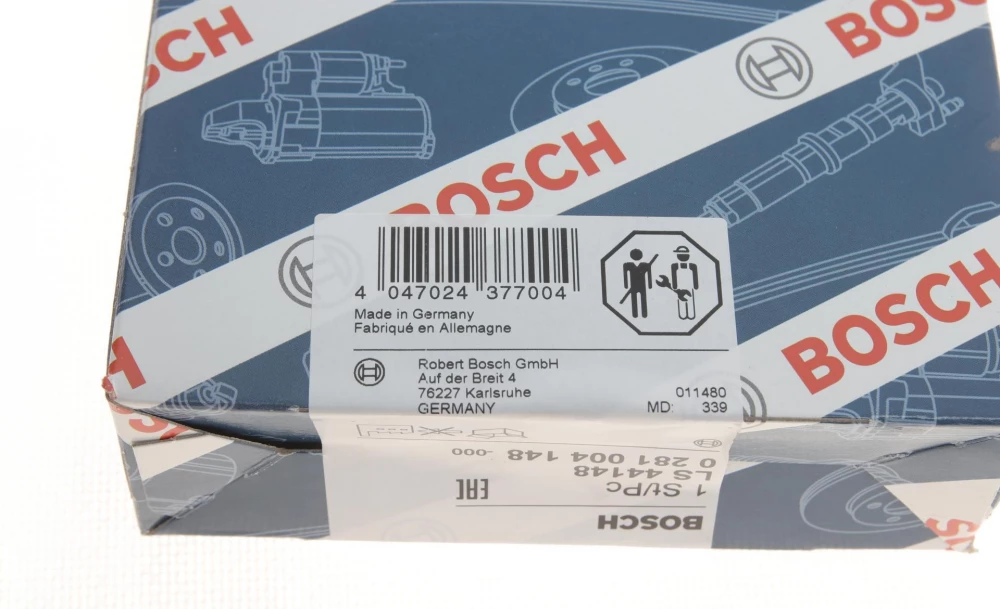 BOSCH
BOSCH
BOSCH
BOSCH
4 047024 377004
Made in Germany
Fabriqué en Allemagne
Robert Bosch GmbH
Auf der Breit 4
76227 Karlsruhe
GERMANY
011480
MD: 339
BOSCH
1 St/Pc
LS 44148
0 281 004 148 -000
EAC